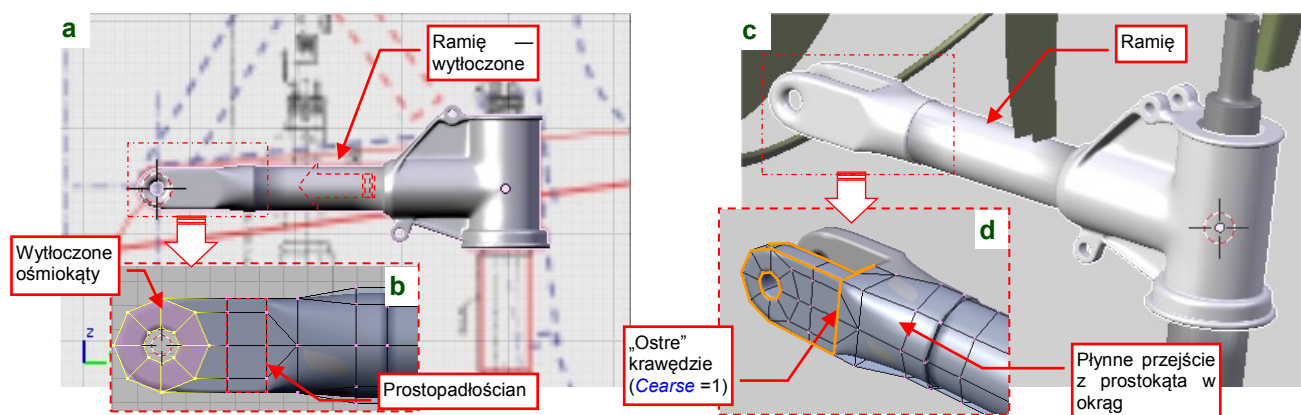 a
Ramię —
wytłoczone
Wytłoczone
ośmiokąty
b
z
Prostopadłościan
c
Ramię
d
„Ostre”
krawędzie
(Cearse =1)
Płynne przejście
z prostokąta w
okrąg